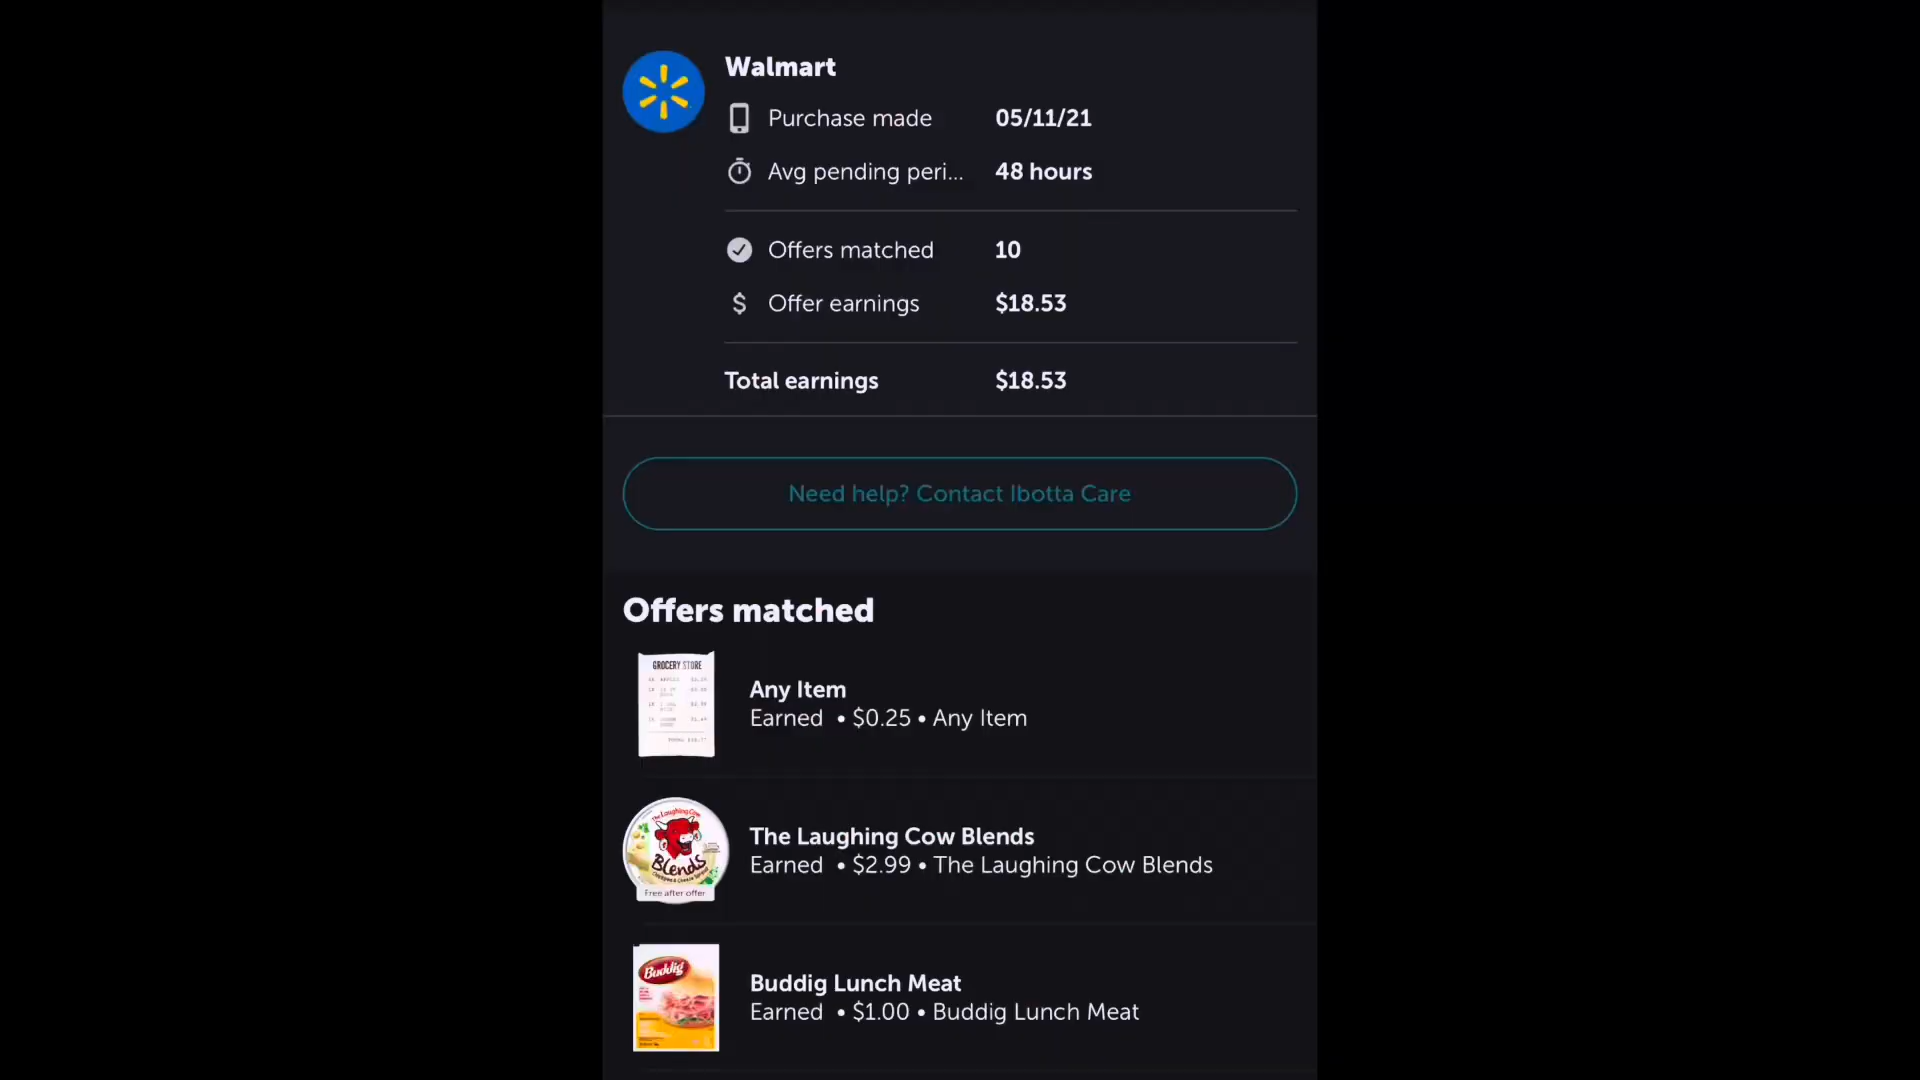 Walmart
Purchase made 05/11/21
Avg pending peri... 48 hours
Offers matched 10
Offer earnings $18.53
Total earnings $18.53
Need help? Contact Ibotta Care
Offers matched
GROCERY STORE
Any Item
Earned • $0.25 • Any Item
The Laughing Cow
Blends
Free after offer
The Laughing Cow Blends
Earned • $2.99 • The Laughing Cow Blends
Buddig
Buddig Lunch Meat
Earned • $1.00 • Buddig Lunch Meat